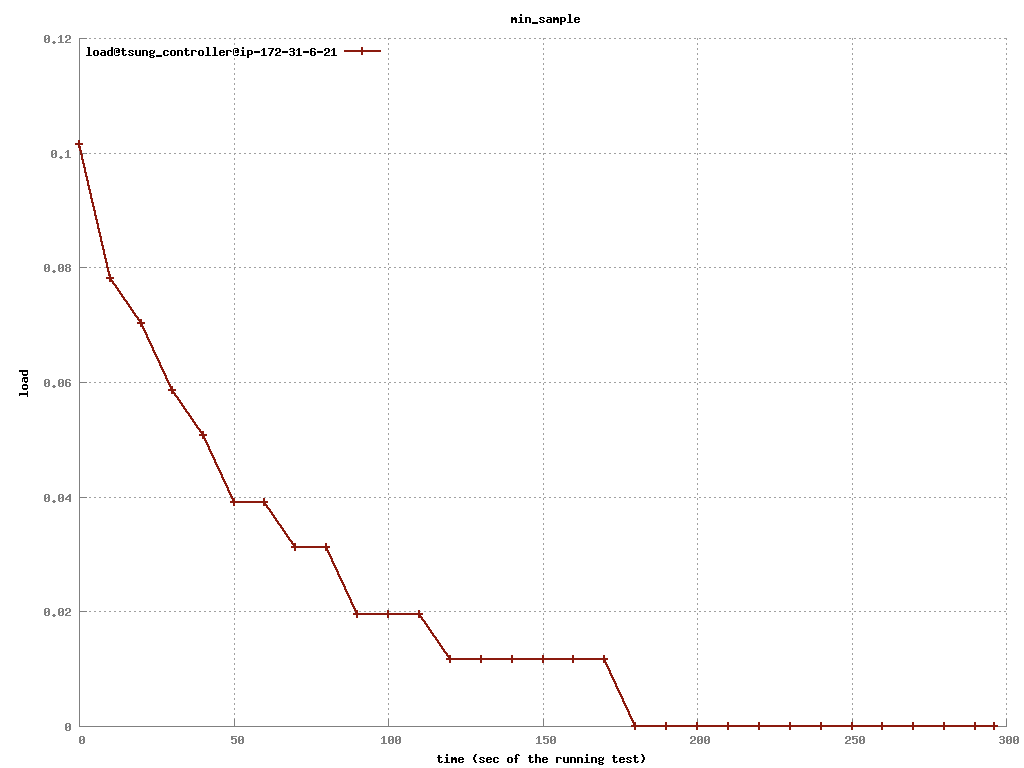 min_sample
0.12
load@tsung_controller@ip-172-31-6-21
0.1
0.08
0.06
load
0.04
0.02
0
0 50 100 150 200 250 300
time (sec of the running test)